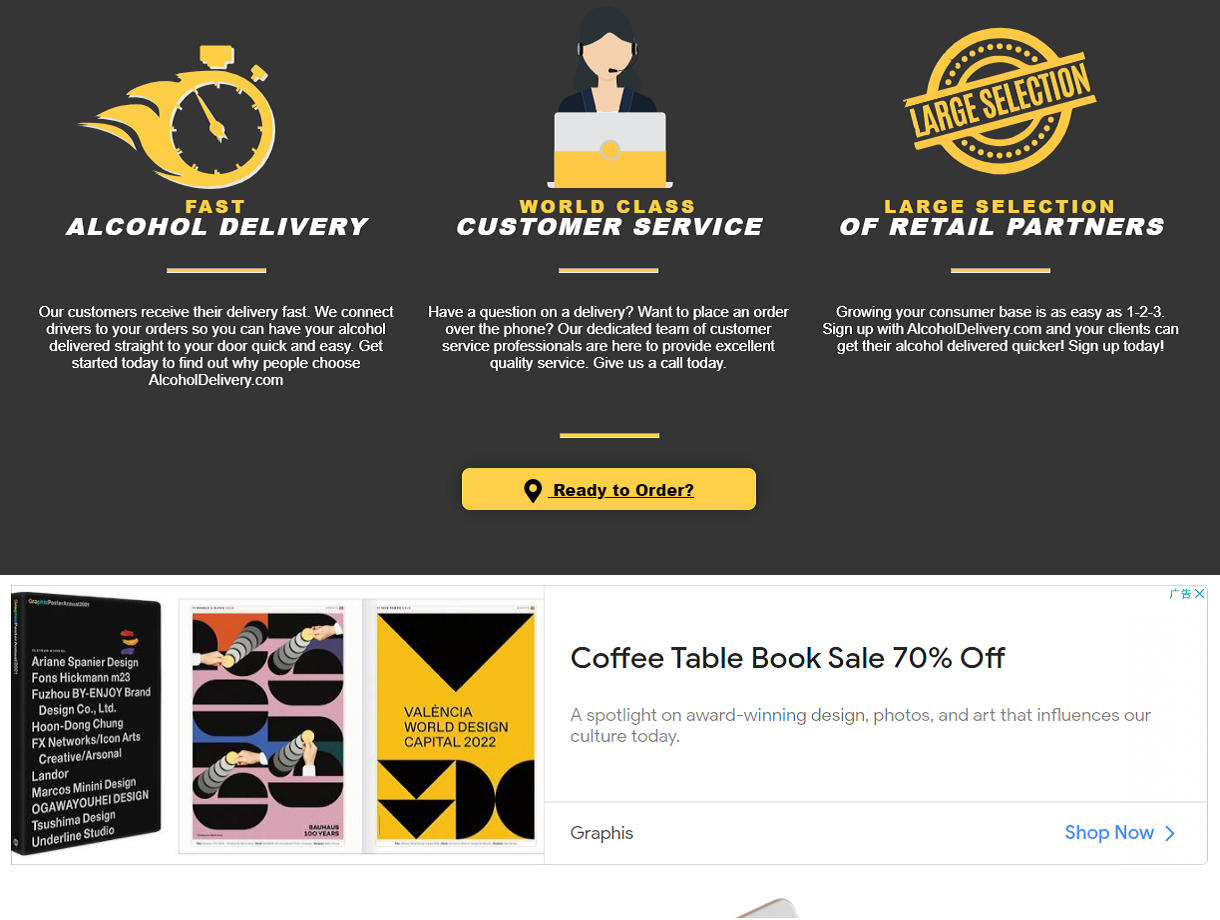 LARGE SELECTION
FAST
ALCOHOL DELIVERY
Our customers receive their delivery fast. We connect
drivers to your orders so you can have your alcohol
delivered straight to your door quick and easy. Get
started today to find out why people choose
AlcoholDelivery.com
WORLD CLASS
CUSTOMER SERVICE
Have a question on a delivery? Want to place an order
over the phone? Our dedicated team of customer
service professionals are here to provide excellent
quality service. Give us a call today.
LARGE SELECTION
OF RETAIL PARTNERS
Growing your consumer base is as easy as 1-2-3.
Sign up with AlcoholDelivery.com and your clients can
get their alcohol delivered quicker! Sign up today!
Ready to Order?
广告
GraphisPosterAnnual2021
GraphisPosterAnnual2021
Ariane Spanier Design
Fons Hickmann m23
Fuzhou BY-ENJOY Brand
Design Co., Ltd.
Hoon-Dong Chung
FX Networks/Icon Arts
Creative/Arsonal
Landor
Marcos Minini Design
OGAWAYOUHEI DESIGN
Tsushima Design
Underline Studio
BAUHAUS
100 YEARS
VALÈNCIA
WORLD DESIGN
CAPITAL 2022
Coffee Table Book Sale 70% Off
A spotlight on award-winning design, photos, and art that influences our
culture today.
Graphis
Shop Now